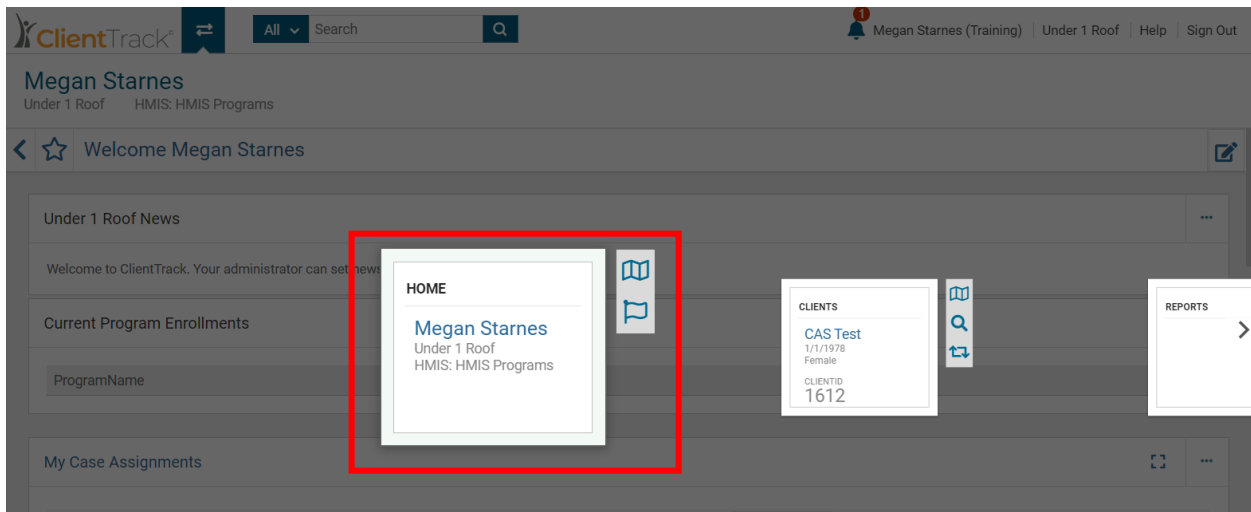 ClientTrack®
All
Search
1
Megan Starnes (Training)
Under 1 Roof
Help
Sign Out
Megan Starnes
Under 1 Roof HMIS: HMIS Programs
Welcome Megan Starnes
Under 1 Roof News
Welcome to ClientTrack. Your administrator can set news
Current Program Enrollments
ProgramName
My Case Assignments
HOME
Megan Starnes
Under 1 Roof
HMIS: HMIS Programs
CLIENTS
CAS Test
1/1/1978
Female
CLIENTID
1612
REPORTS